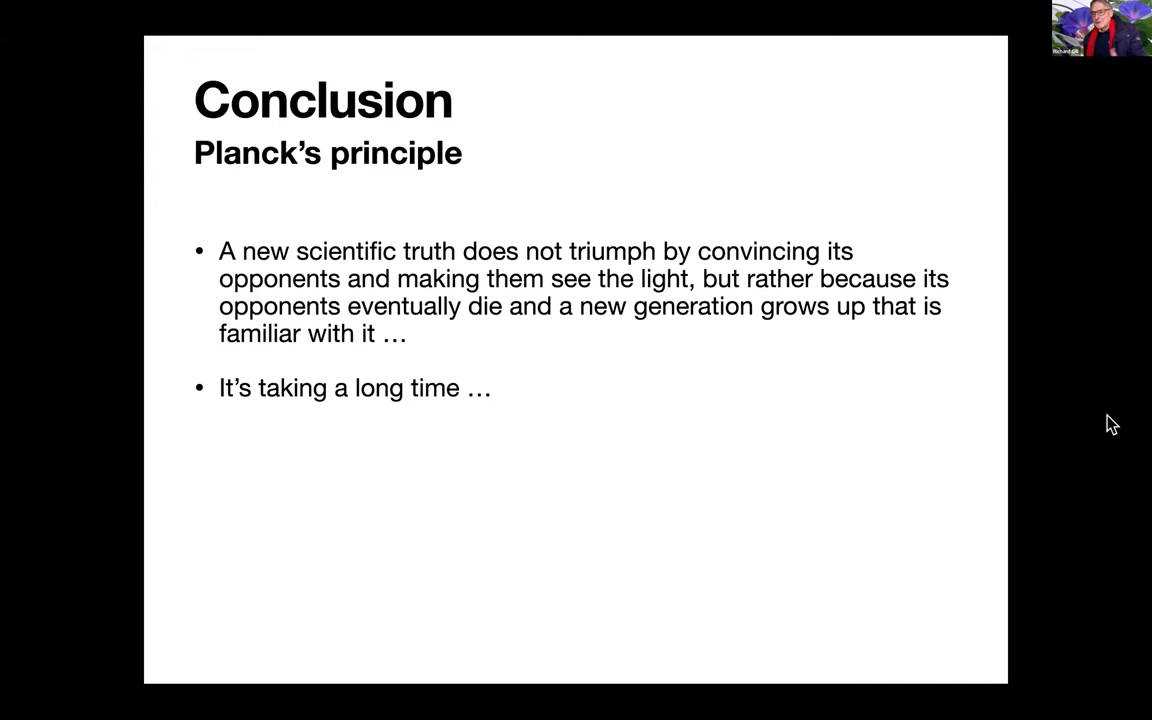 Conclusion
Planck's principle
• A new scientific truth does not triumph by convincing its
opponents and making them see the light, but rather because its
opponents eventually die and a new generation grows up that is
familiar with it …
• It's taking a long time …
Richard Gill